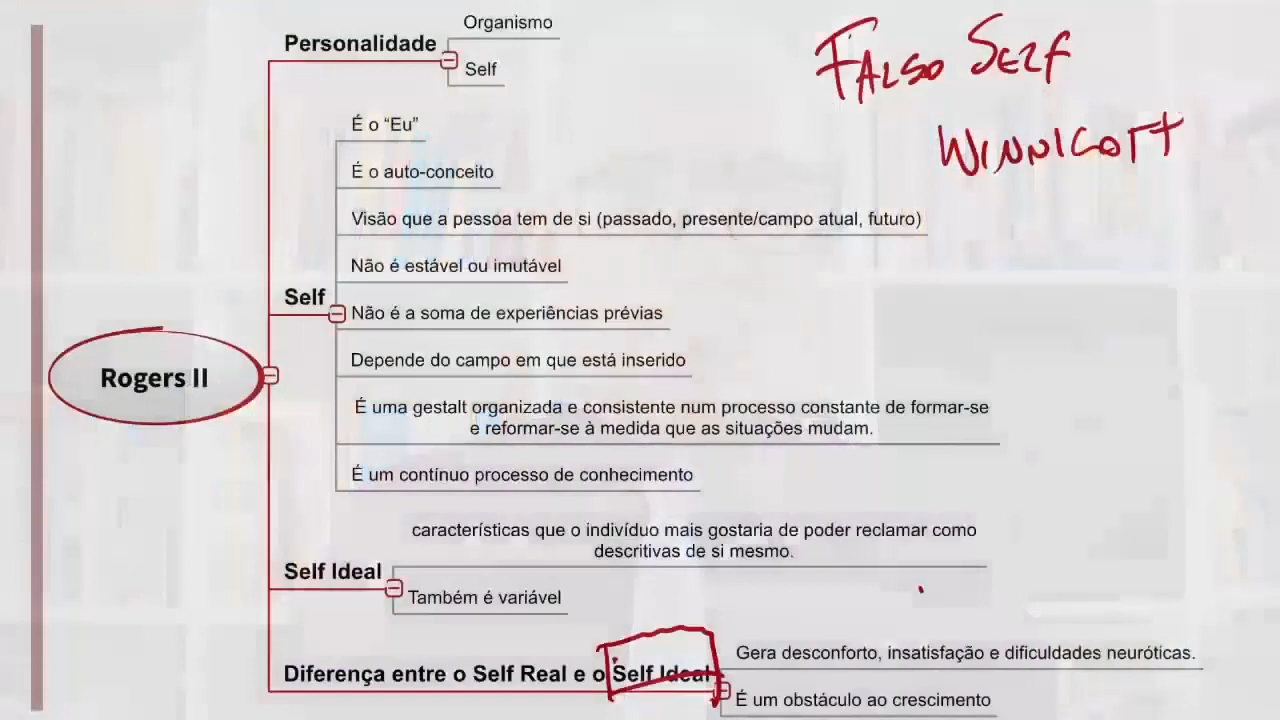 Organismo
Personalidade
Self
FALSO SELF
WINNICOTT
É o “Eu”
É o auto-conceito
Visão que a pessoa tem de si (passado, presente/campo atual, futuro)
Não é estável ou imutável
Self
Não é a soma de experiências prévias
Depende do campo em que está inserido
Rogers II
É uma gestalt organizada e consistente num processo constante de formar-se
e reformar-se à medida que as situações mudam.
É um contínuo processo de conhecimento
características que o indivíduo mais gostaria de poder reclamar como
descritivas de si mesmo.
Self Ideal
Também é variável
Diferença entre o Self Real e o Self Ideal
Gera desconforto, insatisfação e dificuldades neuróticas.
É um obstáculo ao crescimento